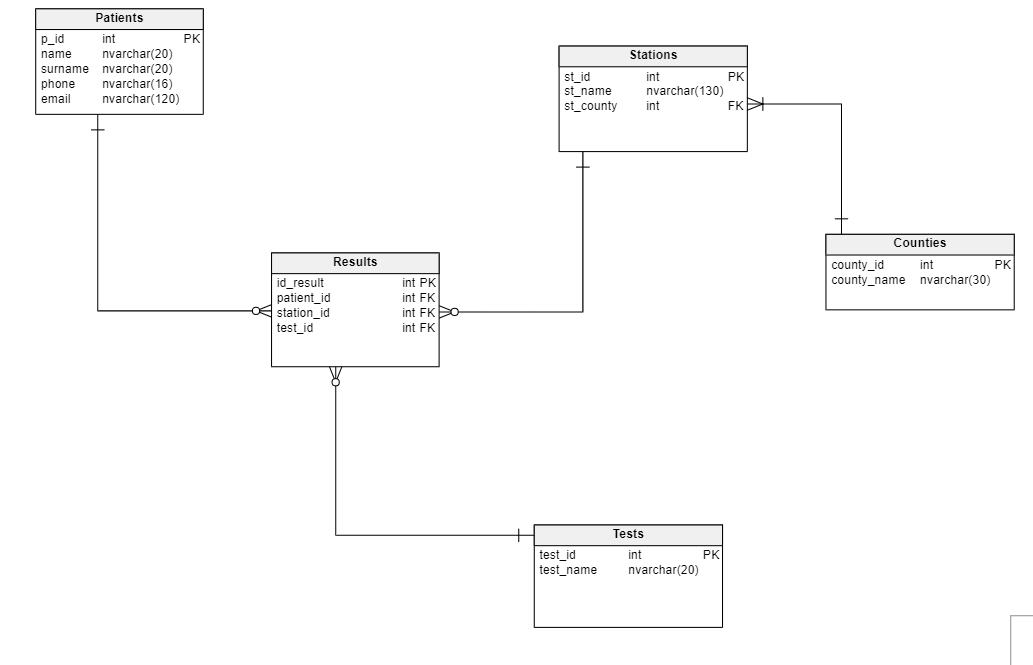 Patients
p_id int PK
name nvarchar(20)
surname nvarchar(20)
phone nvarchar(16)
email nvarchar(120)
Stations
st_id int PK
st_name nvarchar(130)
st_county int FK
Counties
county_id int PK
county_name nvarchar(30)
Results
id_result int PK
patient_id int FK
station_id int FK
test_id int FK
Tests
test_id int PK
test_name nvarchar(20)